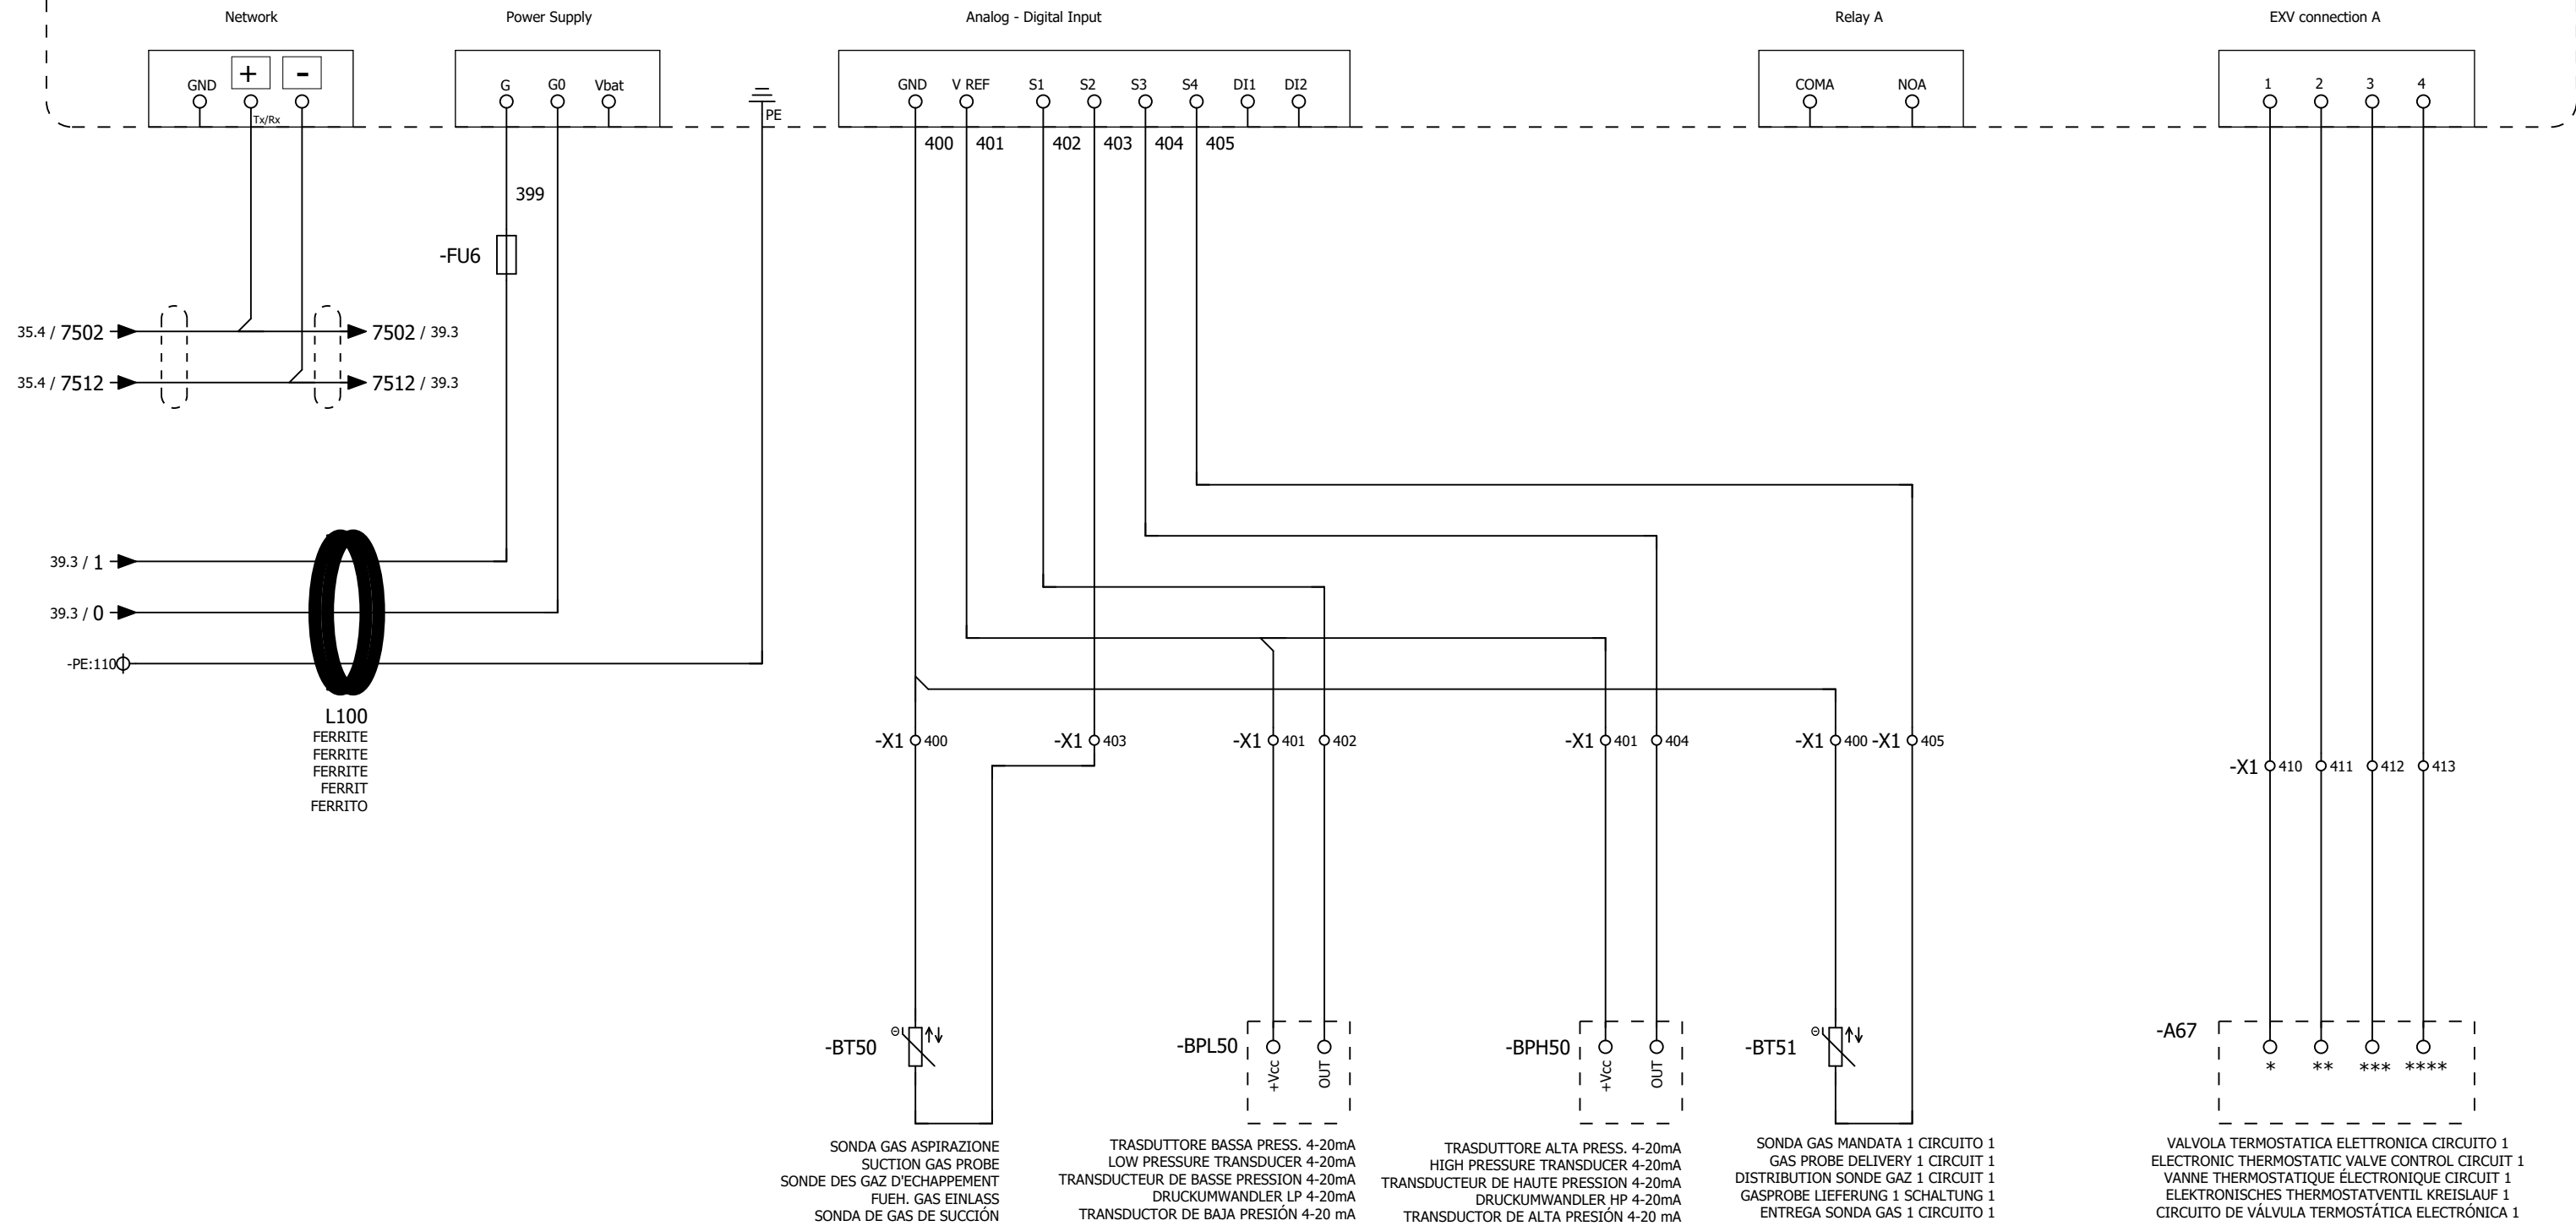 Network
Power Supply
Analog - Digital Input
Relay A
EXV connection A
GND + -
G G0 Vbat
PE
GND V REF S1 S2 S3 S4 DI1 DI2
COMA NOA
1 2 3 4
Tx/Rx
400 401 402 403 404 405
399
-FU6
35.4 / 7502
7502 / 39.3
35.4 / 7512
7512 / 39.3
39.3 / 1
39.3 / 0
-PE:110
L100
FERRITE
FERRITE
FERRITE
FERRIT
FERRITO
-X1 400
-X1 403
-X1 401 402
-X1 401 404
-X1 400 -X1 405
-X1 410 411 412 413
-BT50
Θ
-BPL50
+Vcc OUT
-BPH50
+Vcc OUT
-BT51
Θ
-A67
* ** *** ****
SONDA GAS ASPIRAZIONE
SUCTION GAS PROBE
SONDE DES GAZ D'ECHAPPEMENT
FUEH. GAS EINLASS
SONDA DE GAS DE SUCCIÓN
TRASDUTTORE BASSA PRESS. 4-20mA
LOW PRESSURE TRANSDUCER 4-20mA
TRANSDUCTEUR DE BASSE PRESSION 4-20mA
DRUCKUMWANDLER LP 4-20mA
TRANSDUCTOR DE BAJA PRESIÓN 4-20 mA
TRASDUTTORE ALTA PRESS. 4-20mA
HIGH PRESSURE TRANSDUCER 4-20mA
TRANSDUCTEUR DE HAUTE PRESSION 4-20mA
DRUCKUMWANDLER HP 4-20mA
TRANSDUCTOR DE ALTA PRESIÓN 4-20 mA
SONDA GAS MANDATA 1 CIRCUITO 1
GAS PROBE DELIVERY 1 CIRCUIT 1
DISTRIBUTION SONDE GAZ 1 CIRCUIT 1
GASPROBE LIEFERUNG 1 SCHALTUNG 1
ENTREGA SONDA GAS 1 CIRCUITO 1
VALVOLA TERMOSTATICA ELETTRONICA CIRCUITO 1
ELECTRONIC THERMOSTATIC VALVE CONTROL CIRCUIT 1
VANNE THERMOSTATIQUE ÉLECTRONIQUE CIRCUIT 1
ELEKTRONISCHES THERMOSTATVENTIL KREISLAUF 1
CIRCUITO DE VÁLVULA TERMOSTÁTICA ELECTRÓNICA 1